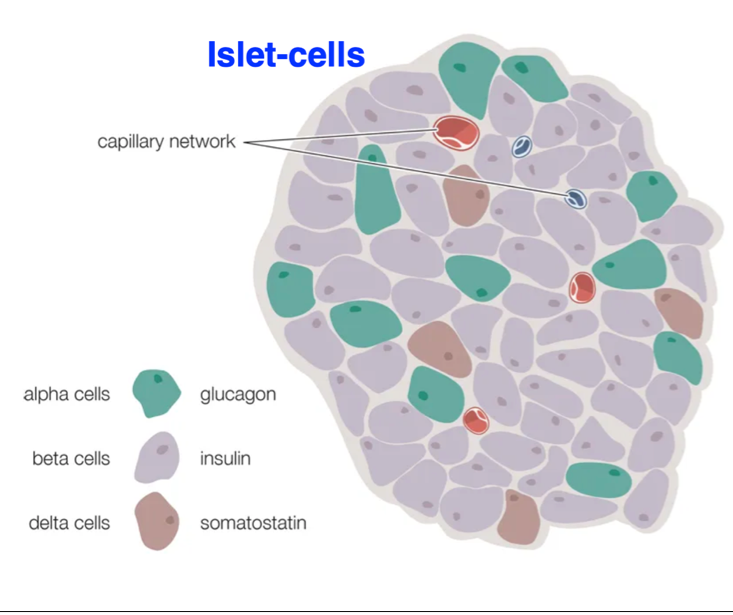 Islet-cells
capillary network
alpha cells glucagon
beta cells insulin
delta cells somatostatin